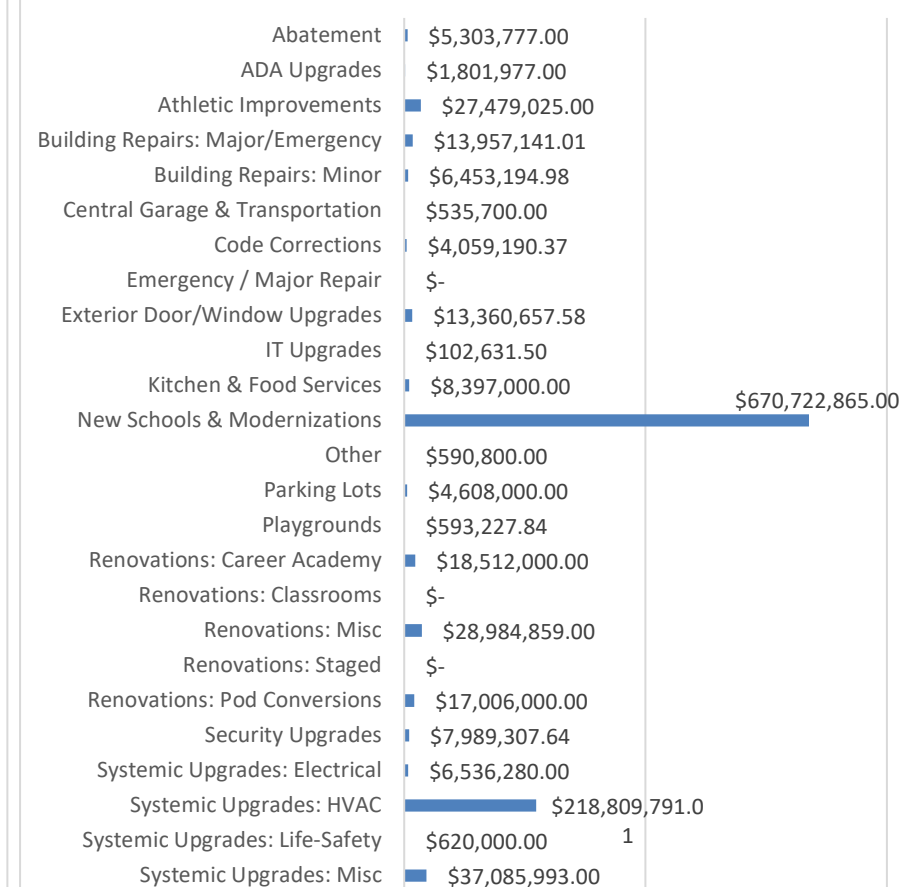 Abatement $5,303,777.00
ADA Upgrades $1,801,977.00
Athletic Improvements $27,479,025.00
Building Repairs: Major/Emergency $13,957,141.01
Building Repairs: Minor $6,453,194.98
Central Garage & Transportation $535,700.00
Code Corrections $4,059,190.37
Emergency / Major Repair $-
Exterior Door/Window Upgrades $13,360,657.58
IT Upgrades $102,631.50
Kitchen & Food Services $8,397,000.00
New Schools & Modernizations $670,722,865.00
Other $590,800.00
Parking Lots $4,608,000.00
Playgrounds $593,227.84
Renovations: Career Academy $18,512,000.00
Renovations: Classrooms $-
Renovations: Misc $28,984,859.00
Renovations: Staged $-
Renovations: Pod Conversions $17,006,000.00
Security Upgrades $7,989,307.64
Systemic Upgrades: Electrical $6,536,280.00
Systemic Upgrades: HVAC $218,809,791.0
1
Systemic Upgrades: Life-Safety $620,000.00
Systemic Upgrades: Misc $37,085,993.00